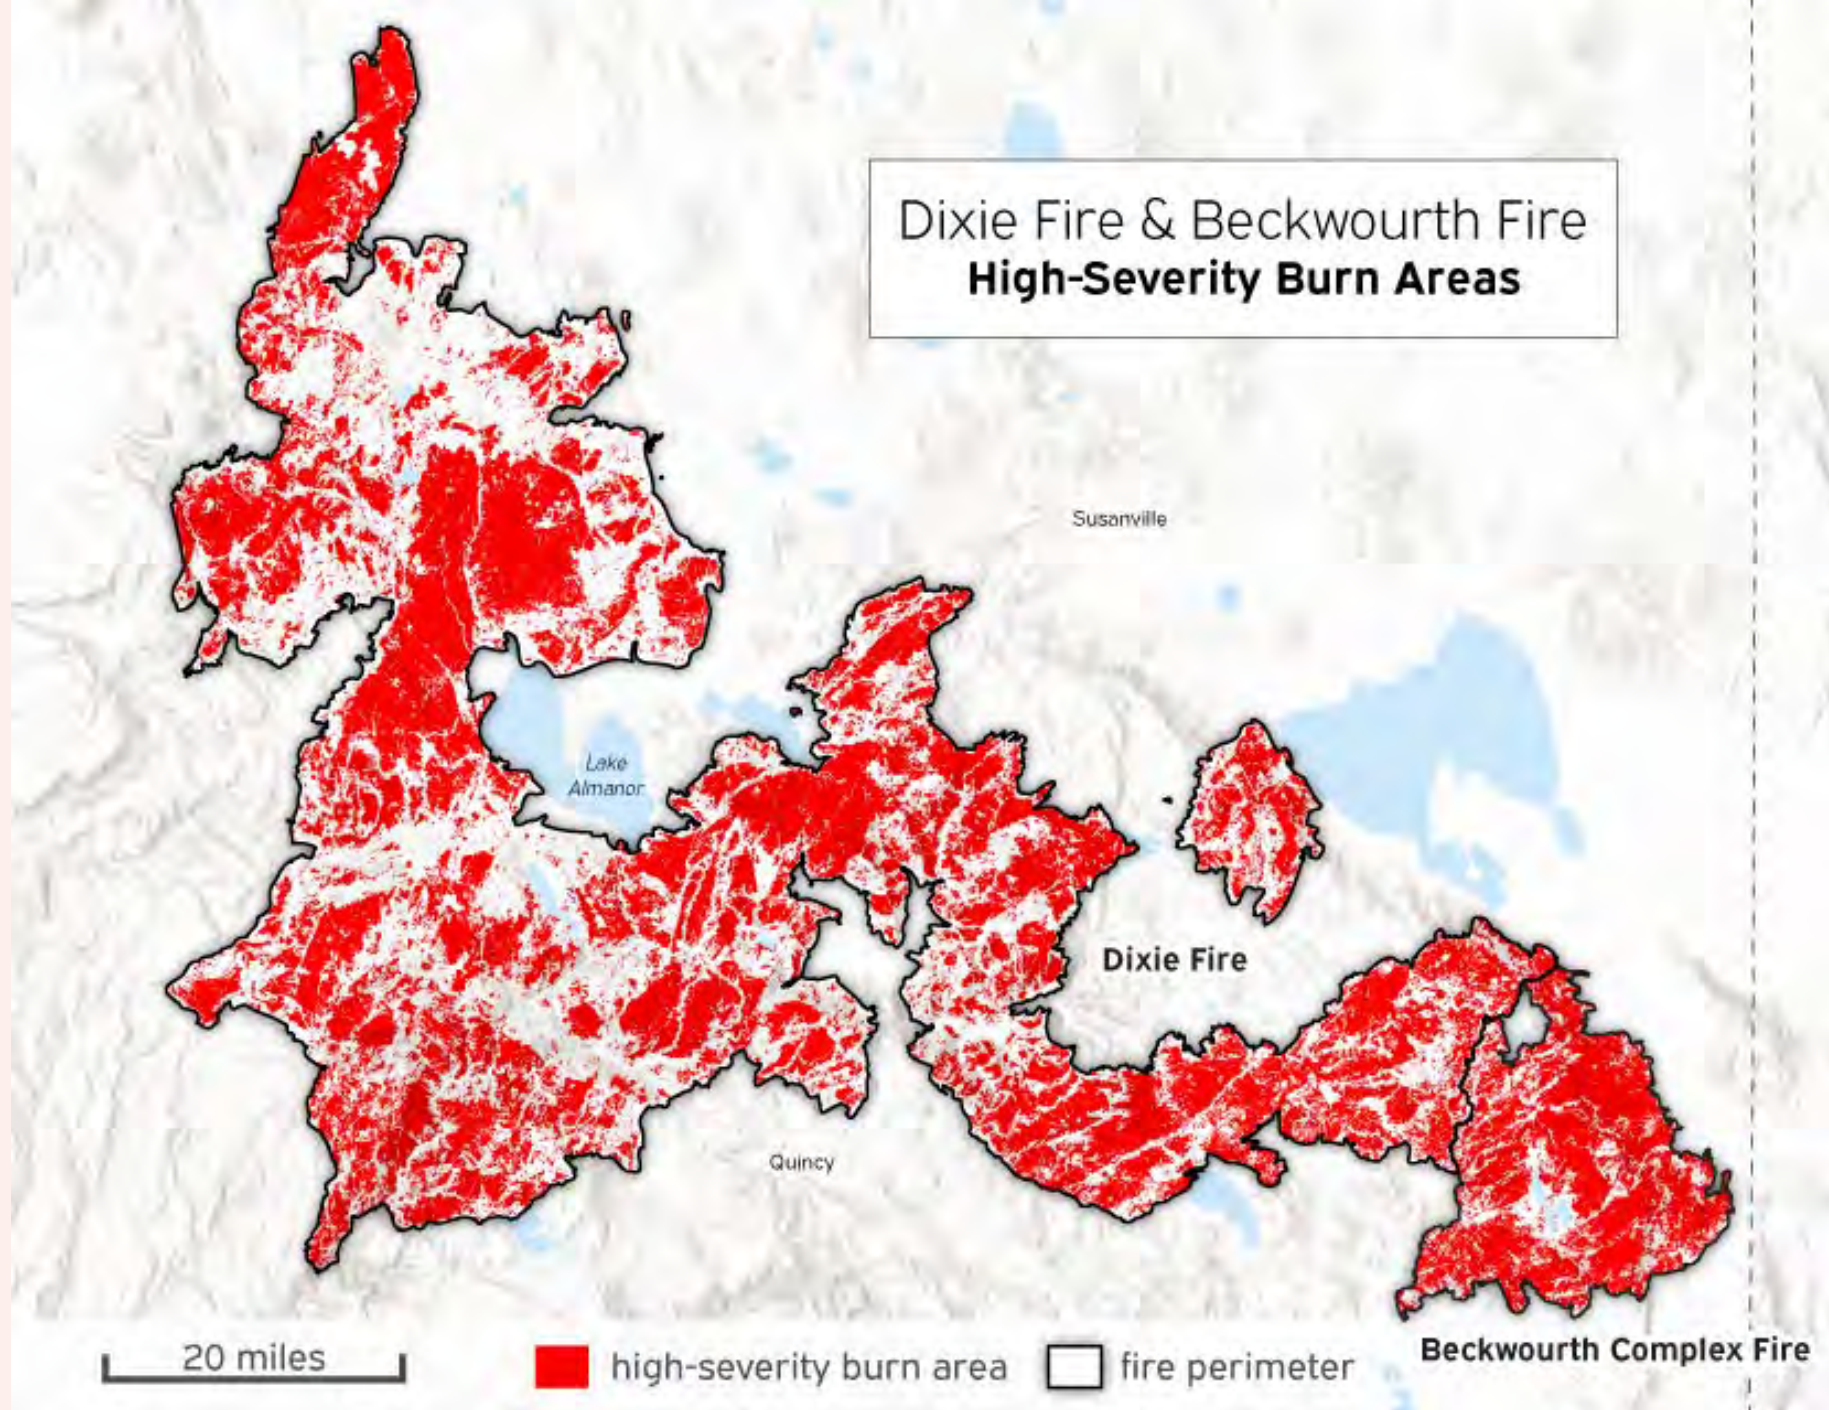 Dixie Fire & Beckwourth Fire
High-Severity Burn Areas
Susanville
Lake
Almanor
Dixie Fire
Quincy
Beckwourth Complex Fire
20 miles
high-severity burn area
fire perimeter